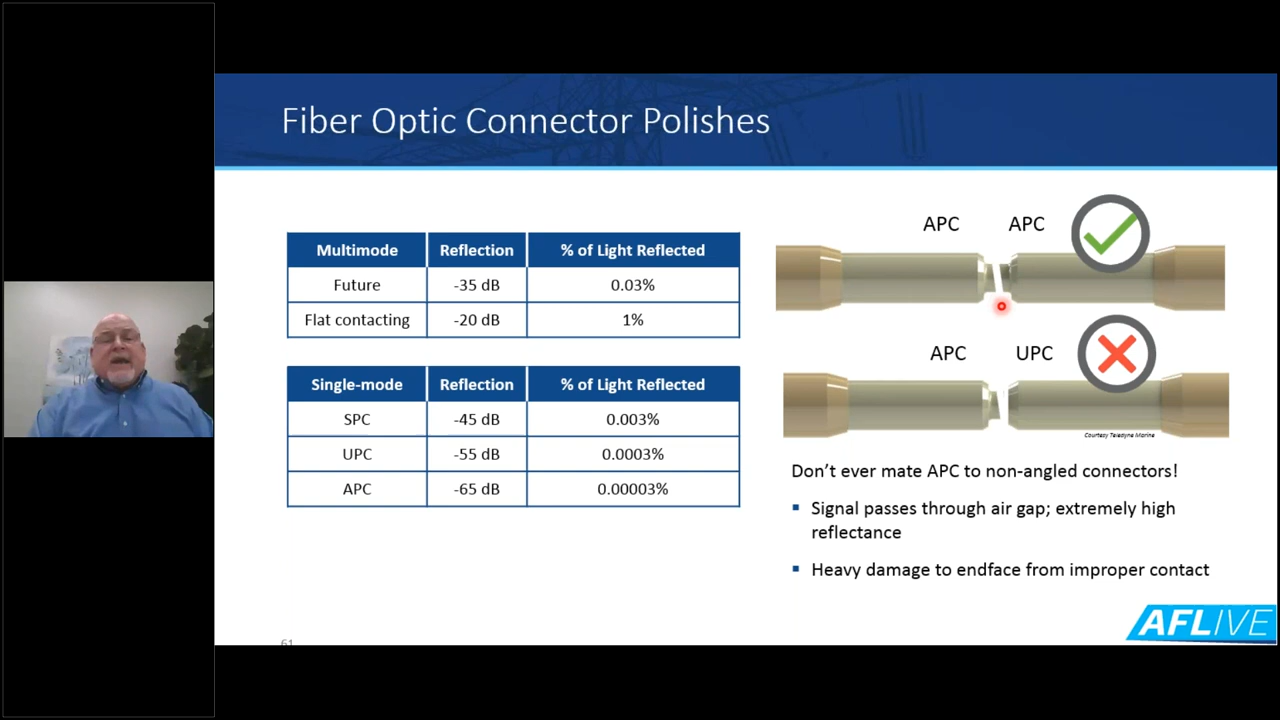 Fiber Optic Connector Polishes
Multimode Reflection % of Light Reflected
Future -35 dB 0.03%
Flat contacting -20 dB 1%
Single-mode Reflection % of Light Reflected
SPC -45 dB 0.003%
UPC -55 dB 0.0003%
APC -65 dB 0.00003%
APC APC
APC UPC
Courtesy Teledyne Marine
Don't ever mate APC to non-angled connectors!
▪ Signal passes through air gap; extremely high
reflectance
▪ Heavy damage to endface from improper contact
61
AFLIVE